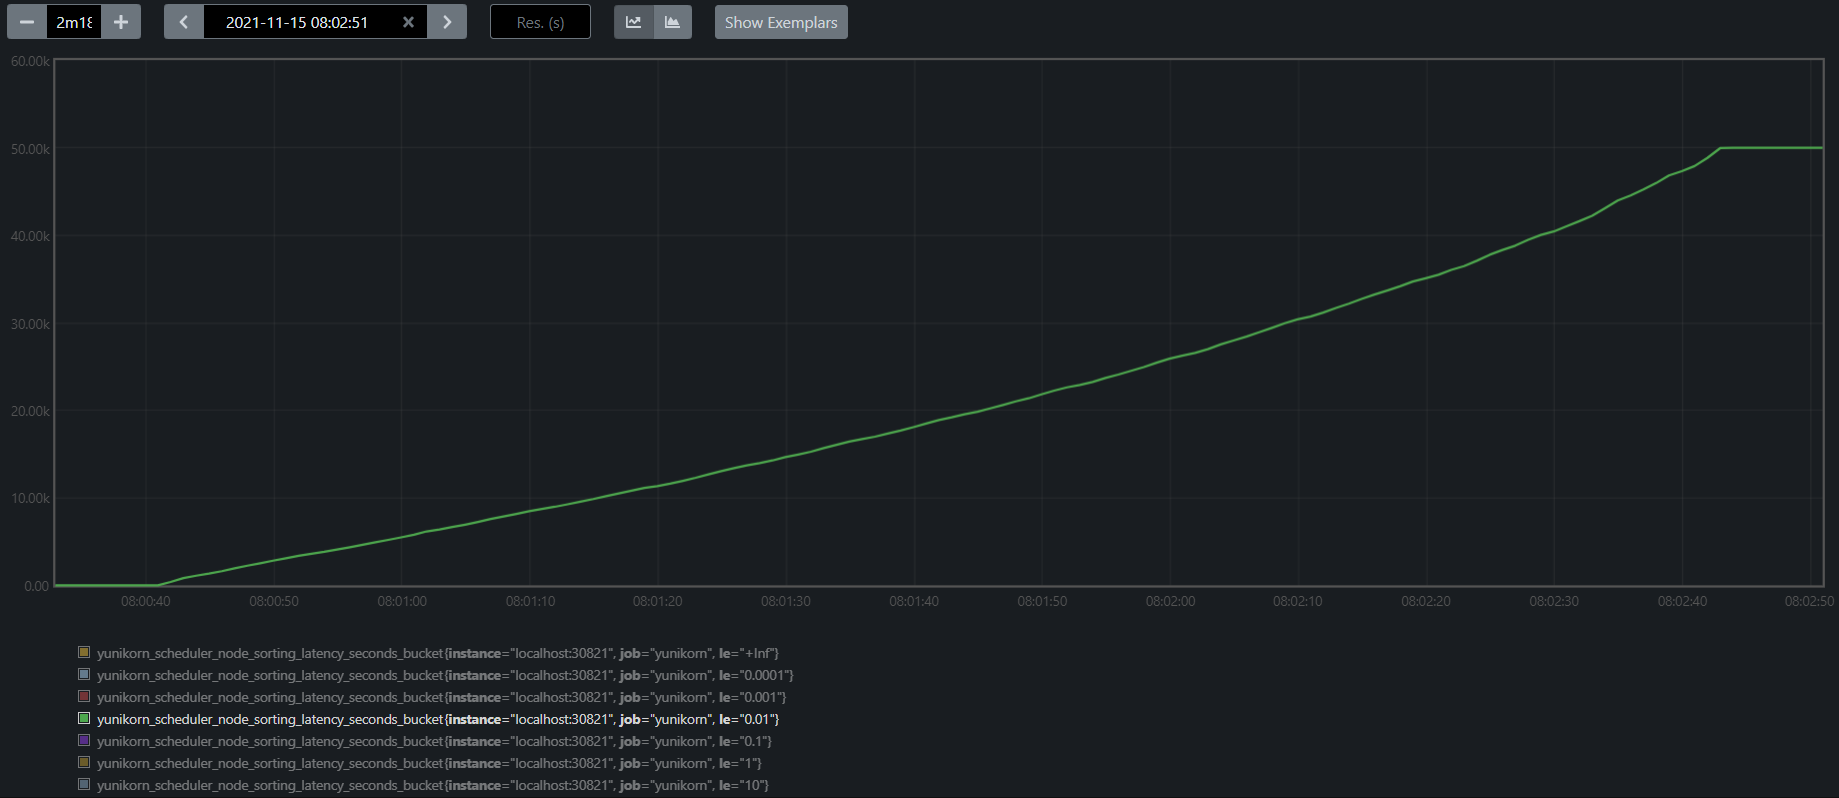 2m18 2021-11-15 08:02:51 Res. (s) Show Exemplars
60.00k
50.00k
40.00k
30.00k
20.00k
10.00k
0.00
08:00:40 08:00:50 08:01:00 08:01:10 08:01:20 08:01:30 08:01:40 08:01:50 08:02:00 08:02:10 08:02:20 08:02:30 08:02:40 08:02:50
yunikorn_scheduler_node_sorting_latency_seconds_bucket{instance="localhost:30821", job="yunikorn", le="+Inf"}
yunikorn_scheduler_node_sorting_latency_seconds_bucket{instance="localhost:30821", job="yunikorn", le="0.0001"}
yunikorn_scheduler_node_sorting_latency_seconds_bucket{instance="localhost:30821", job="yunikorn", le="0.001"}
yunikorn_scheduler_node_sorting_latency_seconds_bucket{instance="localhost:30821", job="yunikorn", le="0.01"}
yunikorn_scheduler_node_sorting_latency_seconds_bucket{instance="localhost:30821", job="yunikorn", le="0.1"}
yunikorn_scheduler_node_sorting_latency_seconds_bucket{instance="localhost:30821", job="yunikorn", le="1"}
yunikorn_scheduler_node_sorting_latency_seconds_bucket{instance="localhost:30821", job="yunikorn", le="10"}